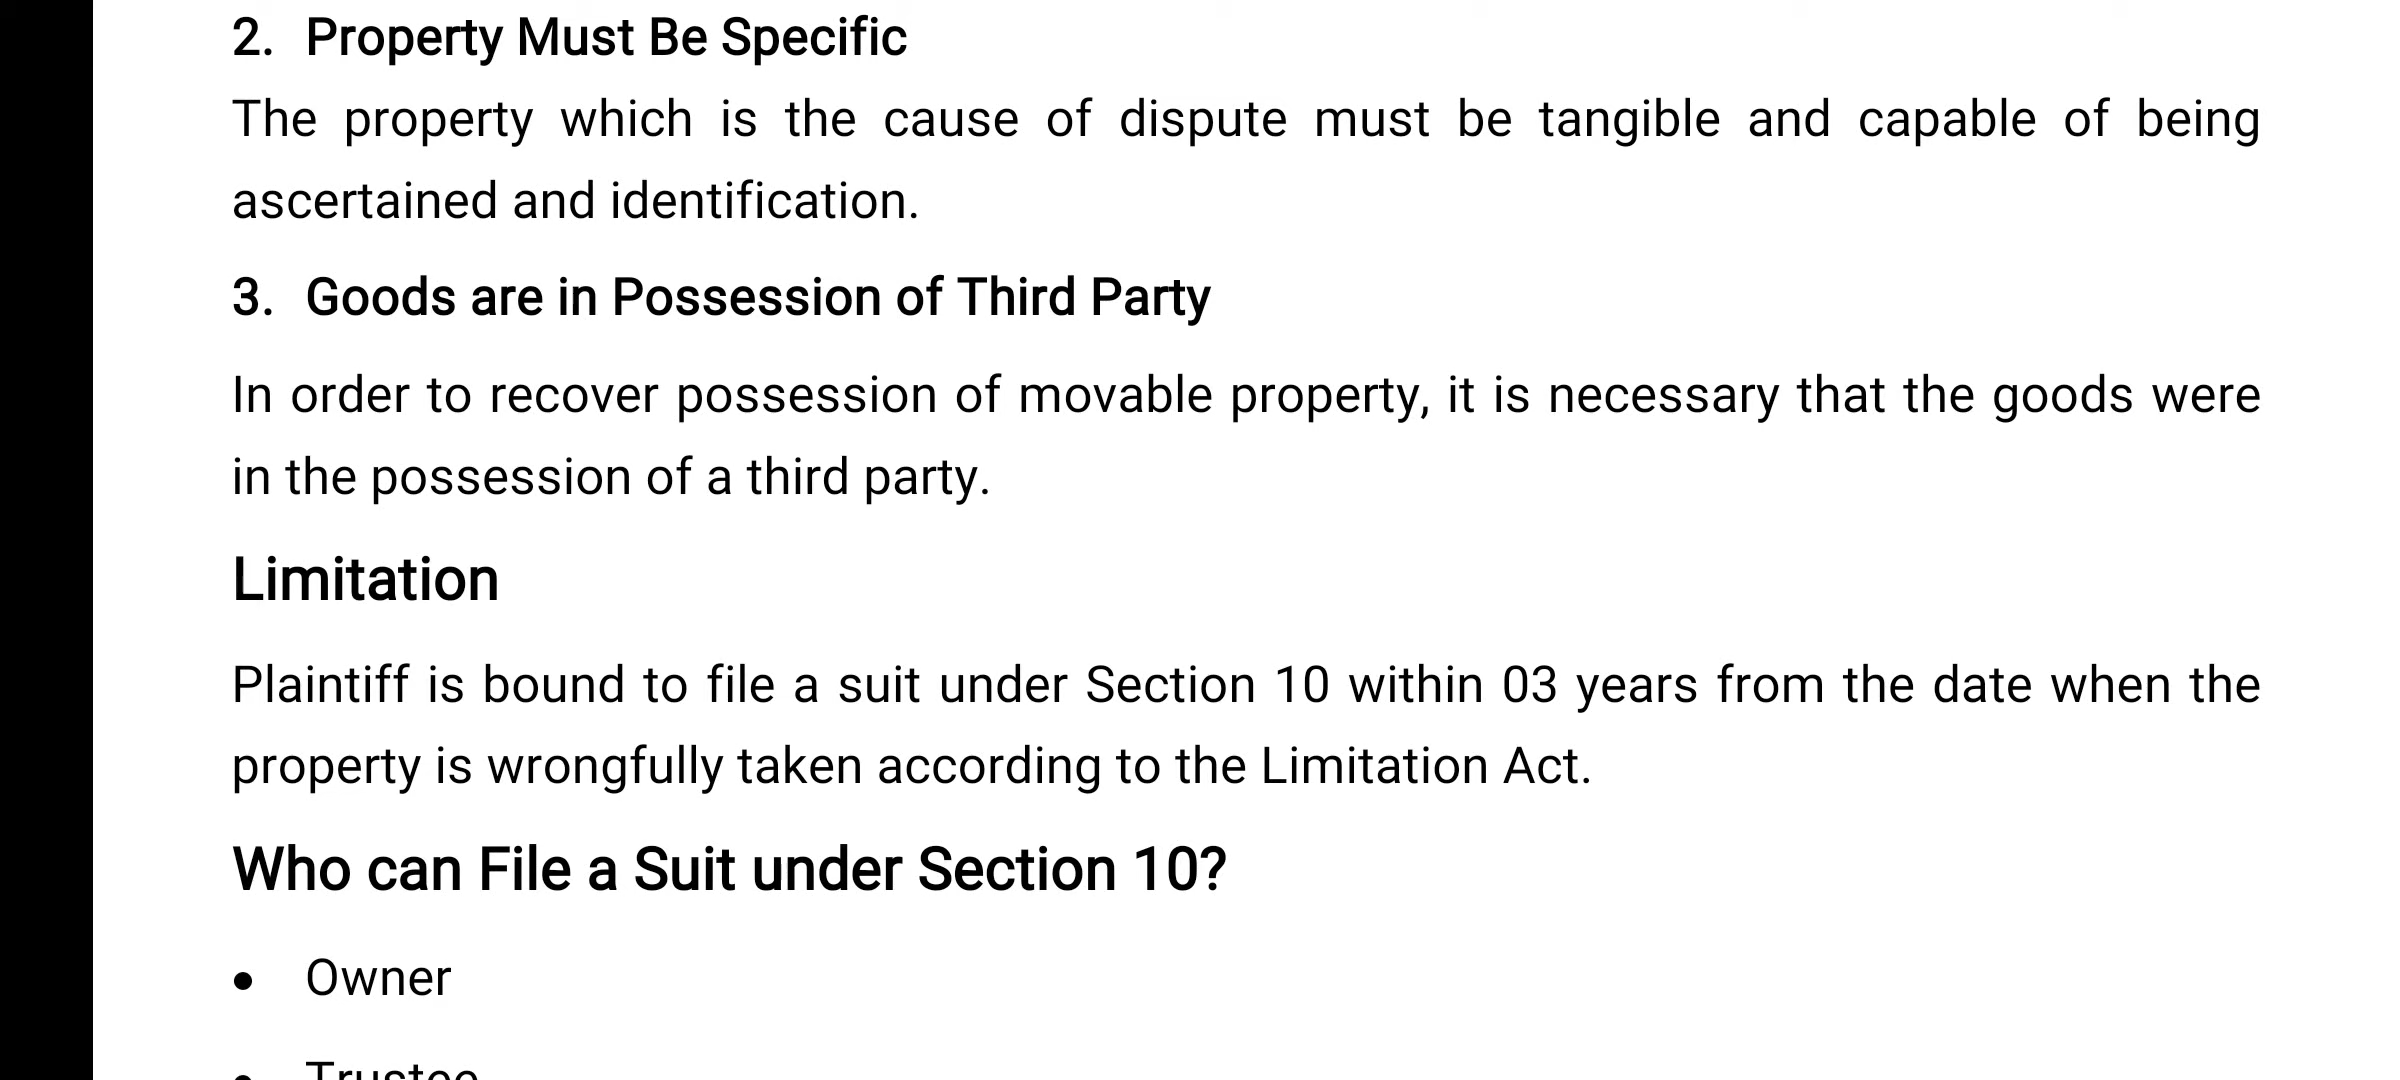 2. Property Must Be Specific
The property which is the cause of dispute must be tangible and capable of being
ascertained and identification.
3. Goods are in Possession of Third Party
In order to recover possession of movable property, it is necessary that the goods were
in the possession of a third party.
Limitation
Plaintiff is bound to file a suit under Section 10 within 03 years from the date when the
property is wrongfully taken according to the Limitation Act.
Who can File a Suit under Section 10?
• Owner
• Trustee